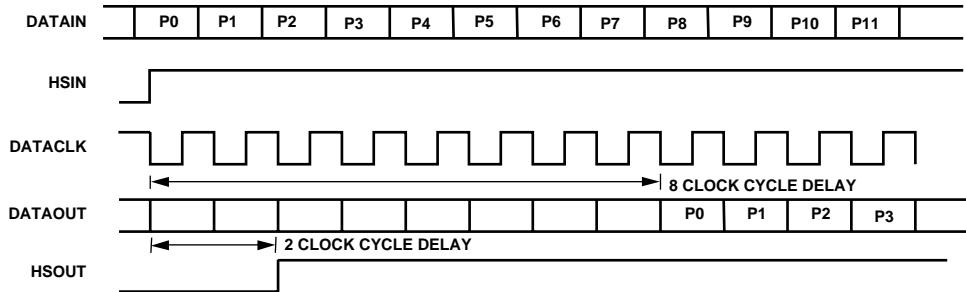 DATAIN P0 P1 P2 P3 P4 P5 P6 P7 P8 P9 P10 P11
HSIN
DATACLK
8 CLOCK CYCLE DELAY
DATAOUT P0 P1 P2 P3
2 CLOCK CYCLE DELAY
HSOUT